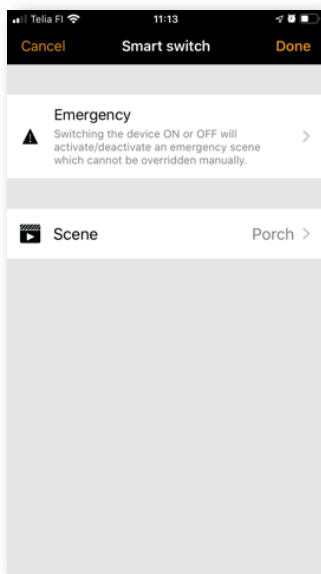 Telia FI 11:13
Cancel Smart switch Done
Emergency
Switching the device ON or OFF will
activate/deactivate an emergency scene
which cannot be overridden manually.
Scene Porch